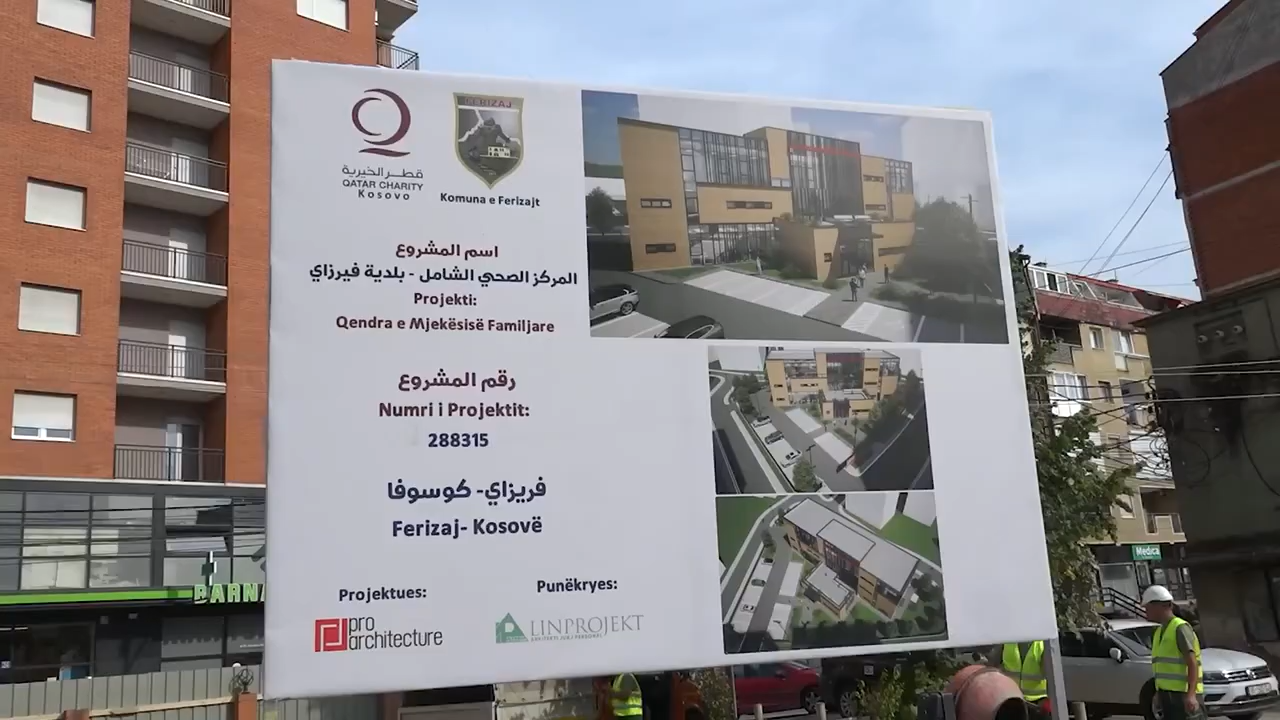 قطر الخيرية
QATAR CHARITY
Kosovo
FERIZAJ
Komuna e Ferizajt
اسم المشروع
المركز الصحي الشامل - بلدية فيرزاي
Projekti:
Qendra e Mjekësisë Familjare
رقم المشروع
Numri i Projektit:
288315
فريزاي- كوسوفا
Ferizaj- Kosovë
Projektues:
pro
architecture
Punëkryes:
LINPROJEKT
BARNA
Medica